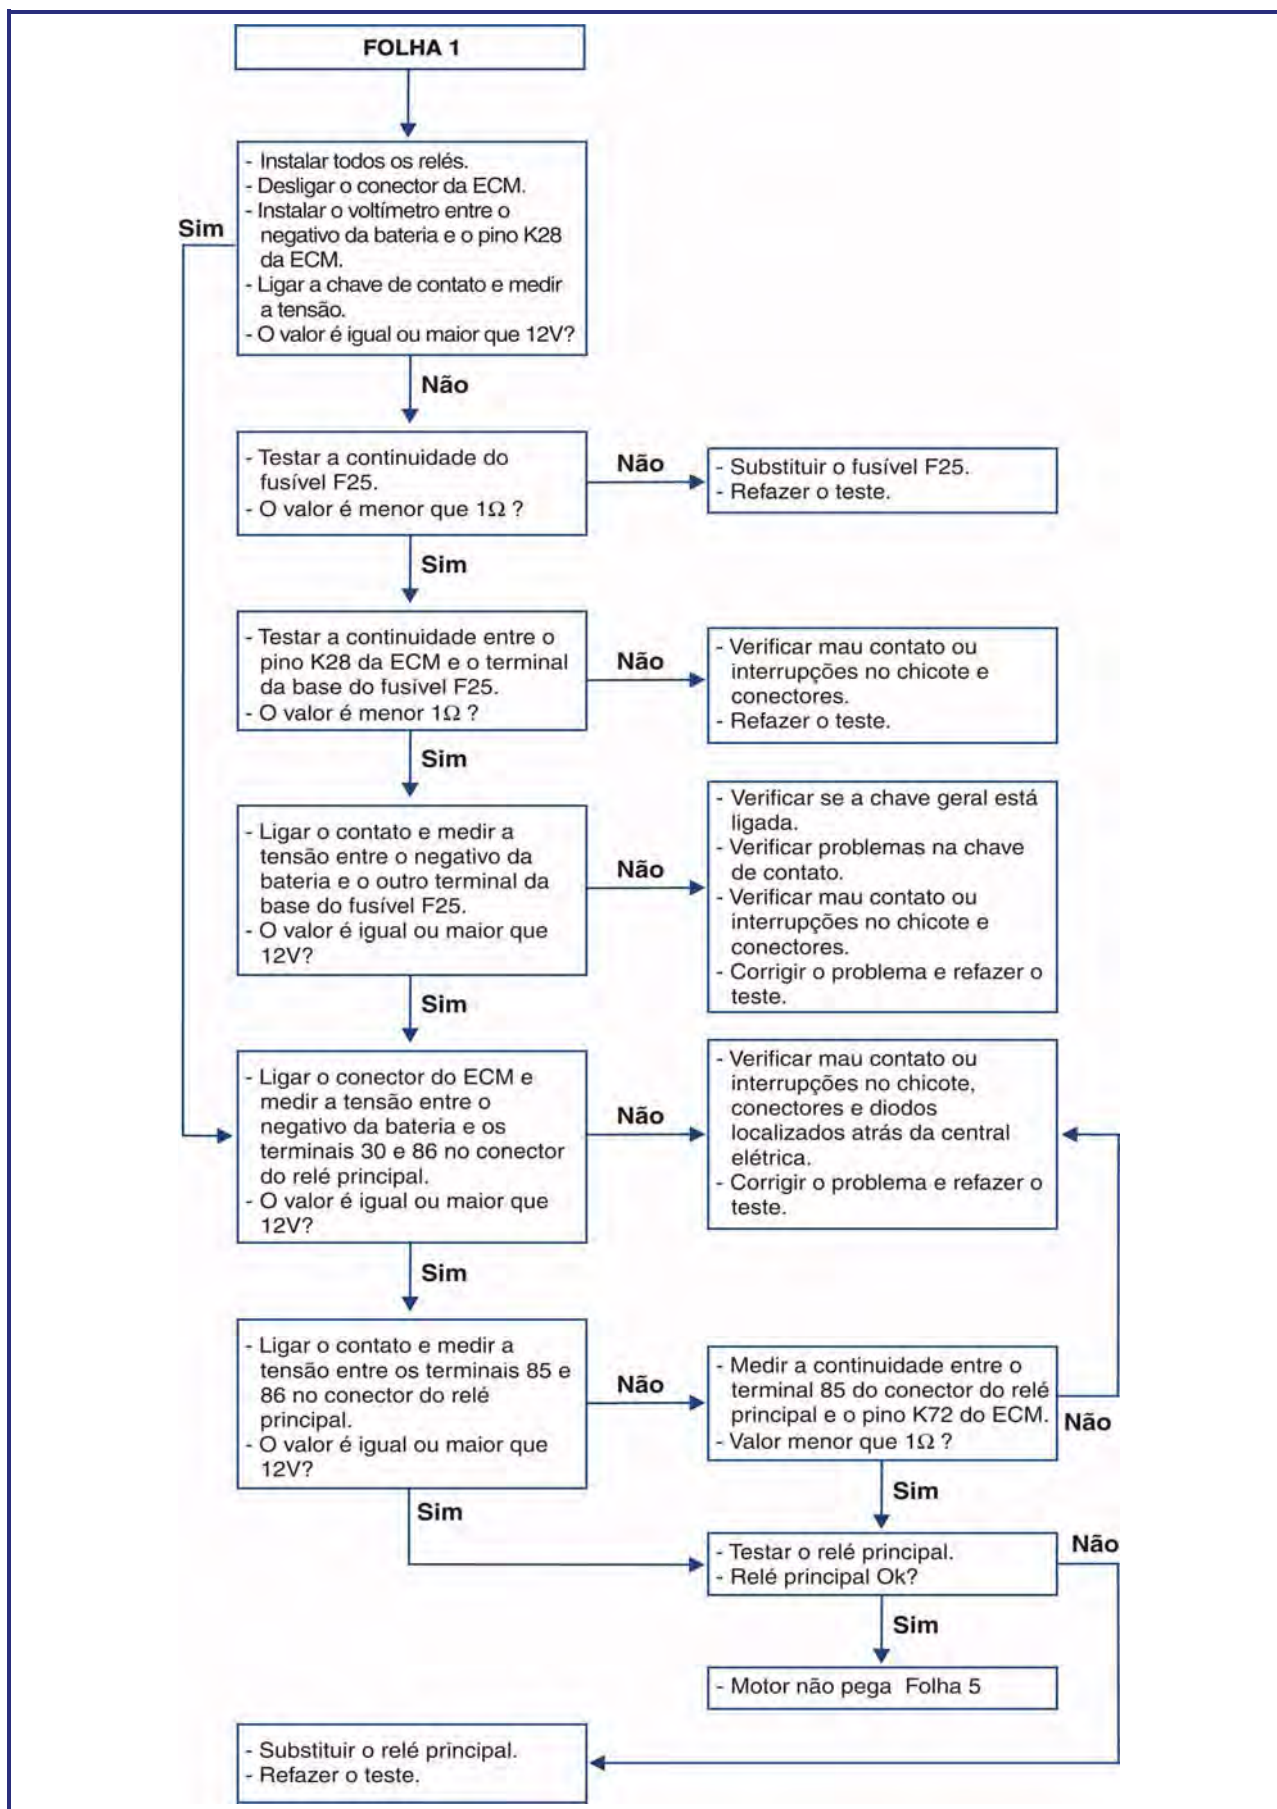 FOLHA 1
- Instalar todos os relés.
- Desligar o conector da ECM.
- Instalar o voltímetro entre o
negativo da bateria e o pino K28
da ECM.
- Ligar a chave de contato e medir
a tensão.
- O valor é igual ou maior que 12V?
Sim
Não
- Testar a continuidade do
fusível F25.
- O valor é menor que 1Ω ?
Não
- Substituir o fusível F25.
- Refazer o teste.
Sim
- Testar a continuidade entre o
pino K28 da ECM e o terminal
da base do fusível F25.
- O valor é menor 1Ω ?
Não
- Verificar mau contato ou
interrupções no chicote e
conectores.
- Refazer o teste.
Sim
- Ligar o contato e medir a
tensão entre o negativo da
bateria e o outro terminal da
base do fusível F25.
- O valor é igual ou maior que
12V?
Não
- Verificar se a chave geral está
ligada.
- Verificar problemas na chave
de contato.
- Verificar mau contato ou
interrupções no chicote e
conectores.
- Corrigir o problema e refazer o
teste.
Sim
- Ligar o conector do ECM e
medir a tensão entre o
negativo da bateria e os
terminais 30 e 86 no conector
do relé principal.
- O valor é igual ou maior que
12V?
Não
- Verificar mau contato ou
interrupções no chicote,
conectores e diodos
localizados atrás da central
elétrica.
- Corrigir o problema e refazer o
teste.
Sim
- Ligar o contato e medir a
tensão entre os terminais 85 e
86 no conector do relé
principal.
- O valor é igual ou maior que
12V?
Não
- Medir a continuidade entre o
terminal 85 do conector do relé
principal e o pino K72 do ECM.
- Valor menor que 1Ω ?
Não
Sim
Sim
- Testar o relé principal.
- Relé principal Ok?
Não
Sim
- Motor não pega Folha 5
- Substituir o relé principal.
- Refazer o teste.